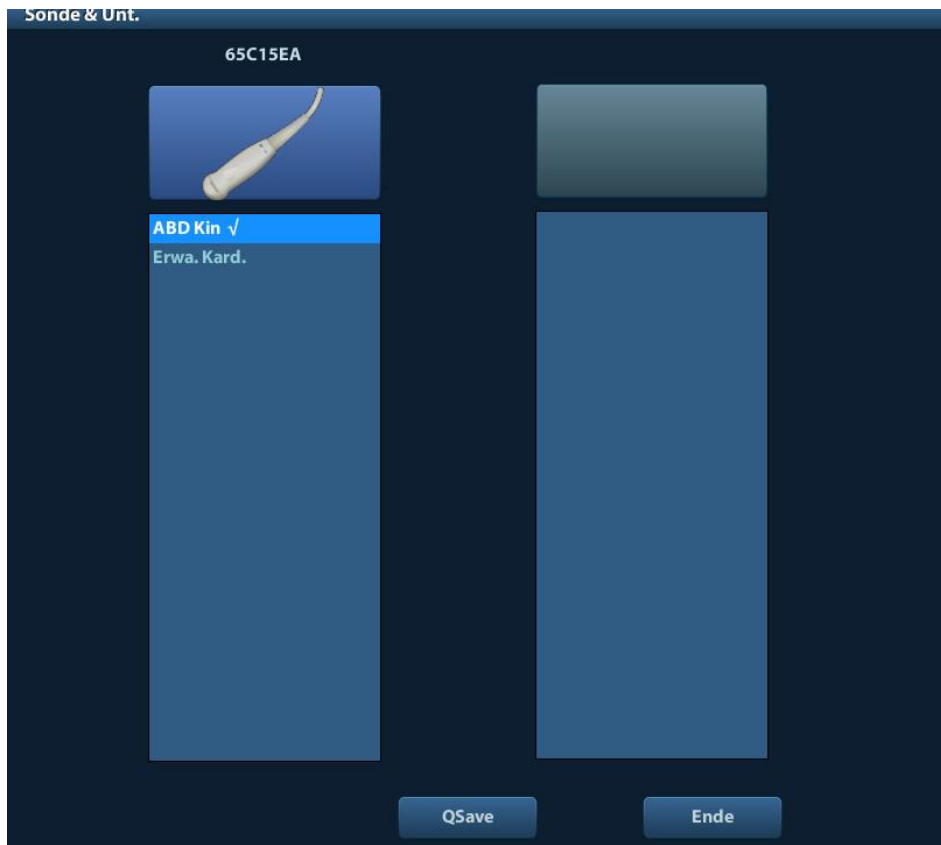 Sonde & Unt.
65C15EA
ABD Kin √
Erwa. Kard.
QSave
Ende